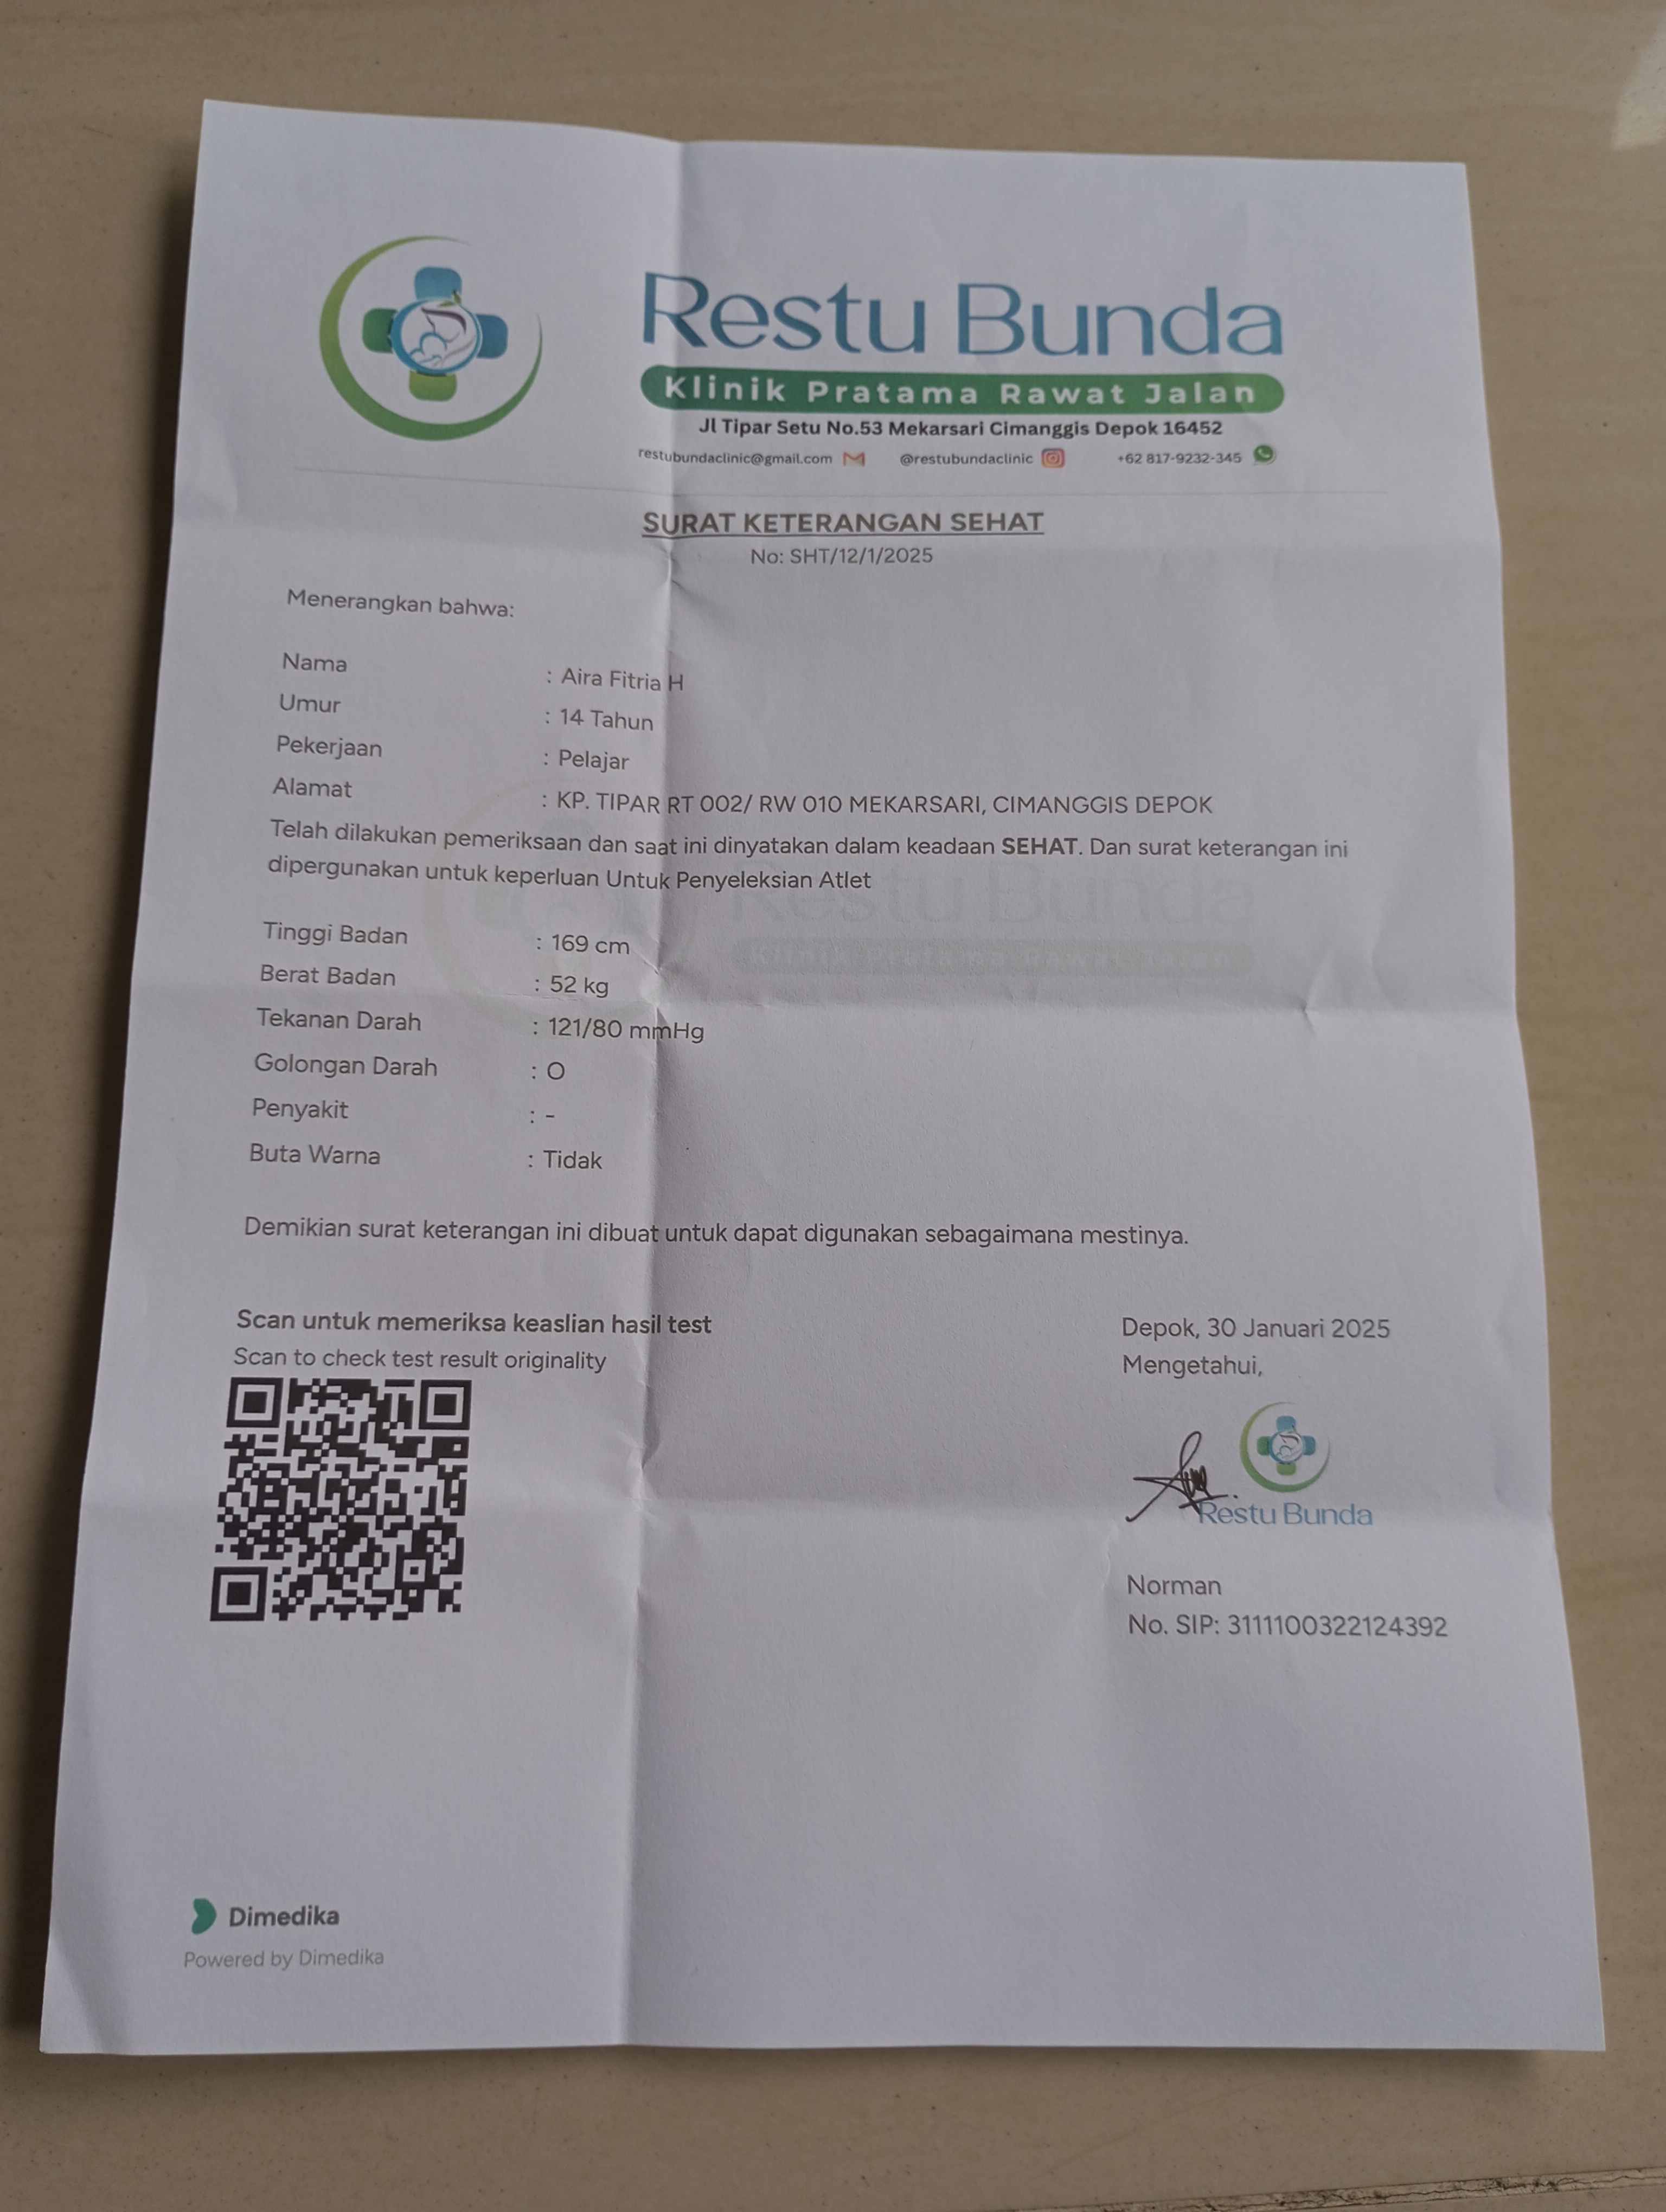 Restu Bunda
Klinik Pratama Rawat Jalan
Jl Tipar Setu No.53 Mekarsari Cimanggis Depok 16452
restubundaclinic@gmail.com @restubundaclinic +62 817-9232-345
SURAT KETERANGAN SEHAT
No: SHT/12/1/2025
Menerangkan bahwa:
Nama : Aira Fitria H
Umur : 14 Tahun
Pekerjaan : Pelajar
Alamat : KP. TIPAR RT 002/ RW 010 MEKARSARI, CIMANGGIS DEPOK
Telah dilakukan pemeriksaan dan saat ini dinyatakan dalam keadaan SEHAT. Dan surat keterangan ini
dipergunakan untuk keperluan Untuk Penyeleksian Atlet
Restu Bunda
Klinik Pratama Rawat Jalan
Tinggi Badan : 169 cm
Berat Badan : 52 kg
Tekanan Darah : 121/80 mmHg
Golongan Darah : O
Penyakit : -
Buta Warna : Tidak
Demikian surat keterangan ini dibuat untuk dapat digunakan sebagaimana mestinya.
Scan untuk memeriksa keaslian hasil test
Scan to check test result originality
Depok, 30 Januari 2025
Mengetahui,
Restu Bunda
Norman
No. SIP: 3111100322124392
Dimedika
Powered by Dimedika